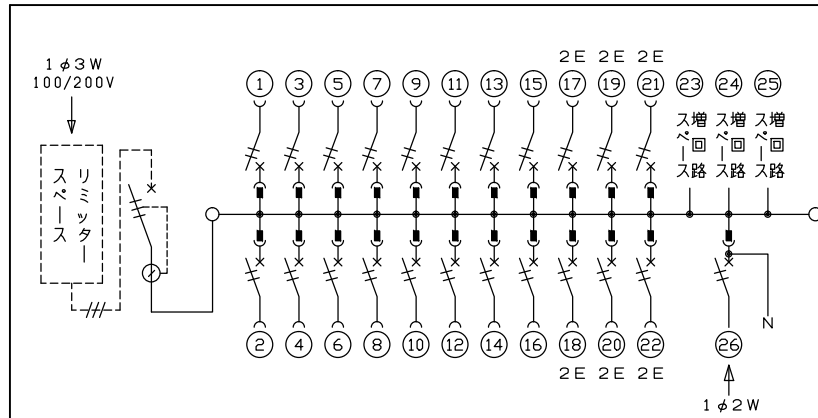 1φ3W
100/200V
リミッター
スペース
2E 2E 2E
1 3 5 7 9 11 13 15 17 19 21 23 24 25
増回路
スペース
増回路
スペース
増回路
スペース
N
2 4 6 8 10 12 14 16 18 20 22 26
2E 2E 2E
1φ2W